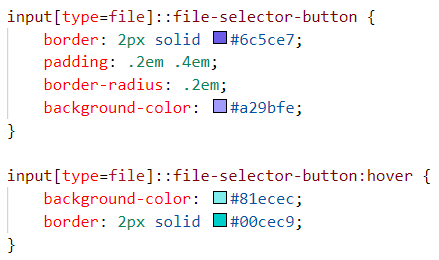 input[type=file]::file-selector-button {
    border: 2px solid #6c5ce7;
    padding: .2em .4em;
    border-radius: .2em;
    background-color: #a29bfe;
}

input[type=file]::file-selector-button:hover {
    background-color: #81ecec;
    border: 2px solid #00cec9;
}